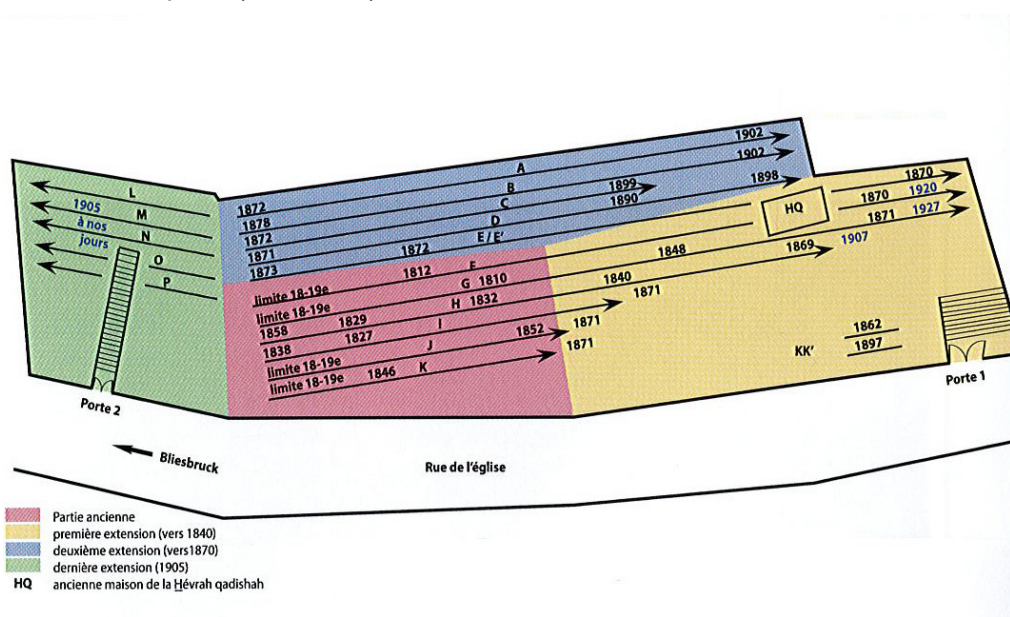 L
M
N
O
P
1905
à nos
jours
A
1902
B
1902
1872
C
1899
1898
1878
D
1890
1872
E / E'
1871
1872
1873
F
1812
limite 18-19e
G 1810
limite 18-19e
H 1832
1829
1858
I
1827
1838
J
1852
limite 18-19e
K
1846
limite 18-19e
HQ
1870
1870
1920
1871
1927
1848
1869
1907
1840
1871
1871
1871
1862
KK'
1897
Porte 1
Porte 2
Bliesbruck
Rue de l'église
Partie ancienne
première extension (vers 1840)
deuxième extension (vers1870)
dernière extension (1905)
HQ ancienne maison de la Hévrah qadishah